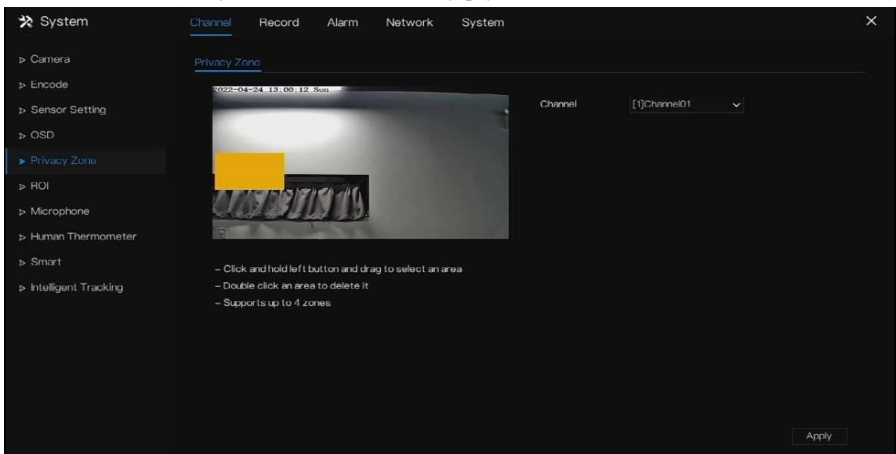 System
Channel Record Alarm Network System
Camera
Privacy Zone
Encode
2022-04-24 13:00:12 Sun
Channel [1]Channel01
Sensor Setting
OSD
Privacy Zone
ROI
Microphone
Human Thermometer
Smart
Intelligent Tracking
– Click and hold left button and drag to select an area
– Double click an area to delete it
– Supports up to 4 zones
Apply